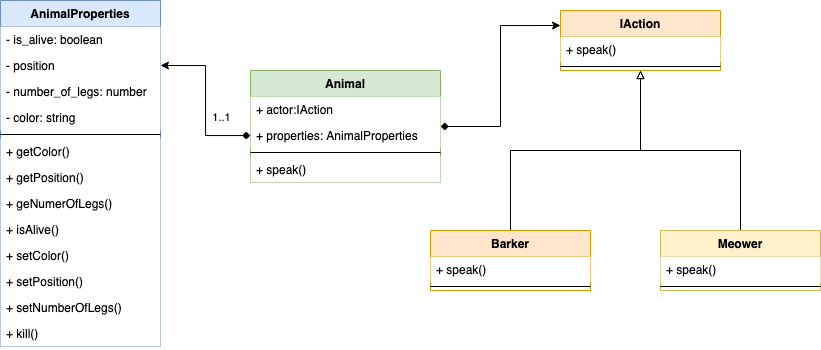 AnimalProperties
- is_alive: boolean
- position
- number_of_legs: number
- color: string
+ getColor()
+ getPosition()
+ geNumerOfLegs()
+ isAlive()
+ setColor()
+ setPosition()
+ setNumberOfLegs()
+ kill()
1..1
Animal
+ actor:IAction
+ properties: AnimalProperties
+ speak()
IAction
+ speak()
Barker
+ speak()
Meower
+ speak()